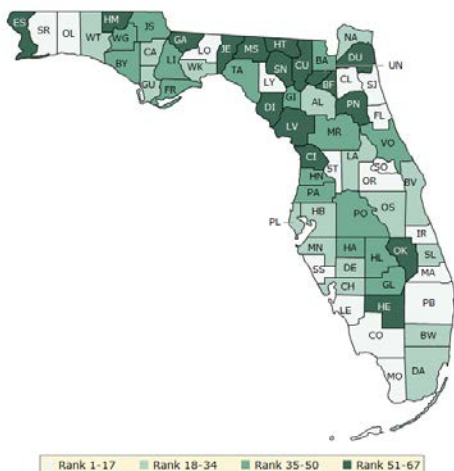 ES
SR
OL
WT
HM
JS
WG
BY
CA
LI
GU
FR
GA
LO
WK
JE
MS
TA
HT
SN
LY
CU
BA
NA
DU
UN
CL
BF
SJ
DI
GI
AL
PN
FL
LV
MR
VO
CI
ST
LA
SO
HN
OR
BV
PA
PL
HB
PO
OS
IR
MN
HA
OK
SL
SS
DE
HL
MA
CH
GL
LE
HE
PB
CO
BW
MO
DA
Rank 1-17 Rank 18-34 Rank 35-50 Rank 51-67